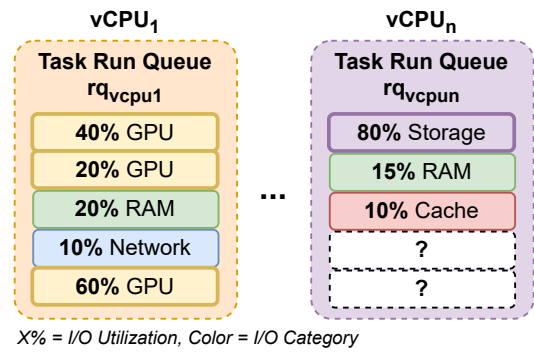 vCPU1
Task Run Queue
rqvcpu1
40% GPU
20% GPU
20% RAM
10% Network
60% GPU
...
vCPUn
Task Run Queue
rqvcpun
80% Storage
15% RAM
10% Cache
?
?
X% = I/O Utilization, Color = I/O Category